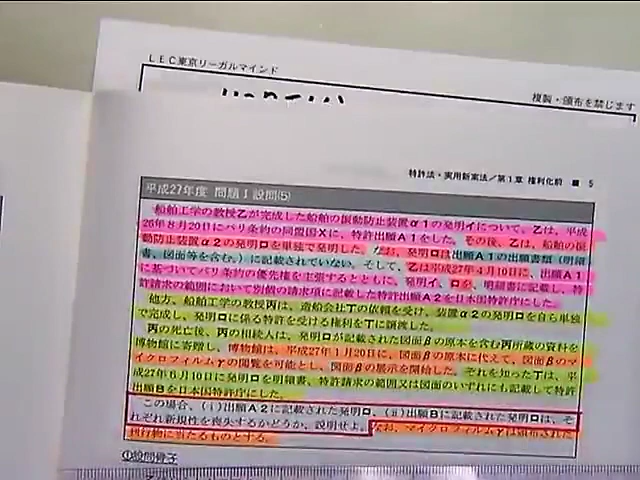 LEC東京リーガルマインド
複製・頒布を禁じます
特許法・実用新案法/第1章 権利化前 ■ 5
平成27年度 問題Ⅰ設問(5)
船舶工学の教授乙が完成した船舶の振動防止装置α1の発明イについて、乙は、平成
26年8月20日にパリ条約の同盟国Xに、特許出願A1をした。その後、乙は、船舶の振
動防止装置α2の発明ロを単独で発明した。なお、発明ロは出願A1の出願書類(明細
書、図面等を含む。)に記載されていない。そして、乙は平成27年4月10日に、出願A1
に基づいてパリ条約の優先権を主張するとともに、発明イ、ロを、明細書に記載し、特
許請求の範囲において別個の請求項に記載した特許出願A2を日本国特許庁にした。
他方、船舶工学の教授丙は、造船会社Tの依頼を受け、装置α2の発明ロを自ら単独
で完成し、発明ロに係る特許を受ける権利をTに譲渡した。
丙の死亡後、丙の相続人は、発明ロが記載された図面βの原本を含む丙所蔵の資料を
博物館に寄贈し、博物館は、平成27年1月20日に、図面βの原本に代えて、図面βのマ
イクロフィルムγの閲覧を可能とし、図面βの展示を開始した。それを知ったTは、平
成27年6月10日に発明ロを明細書、特許請求の範囲又は図面のいずれにも記載して特許
出願Bを日本国特許庁にした。
この場合、(ⅰ)出願A2に記載された発明ロ、(ⅱ)出願Bに記載された発明ロは、そ
れぞれ新規性を喪失するかどうか、説明せよ。なお、マイクロフィルムγは頒布された
刊行物に当たるものとする。
①設問骨子